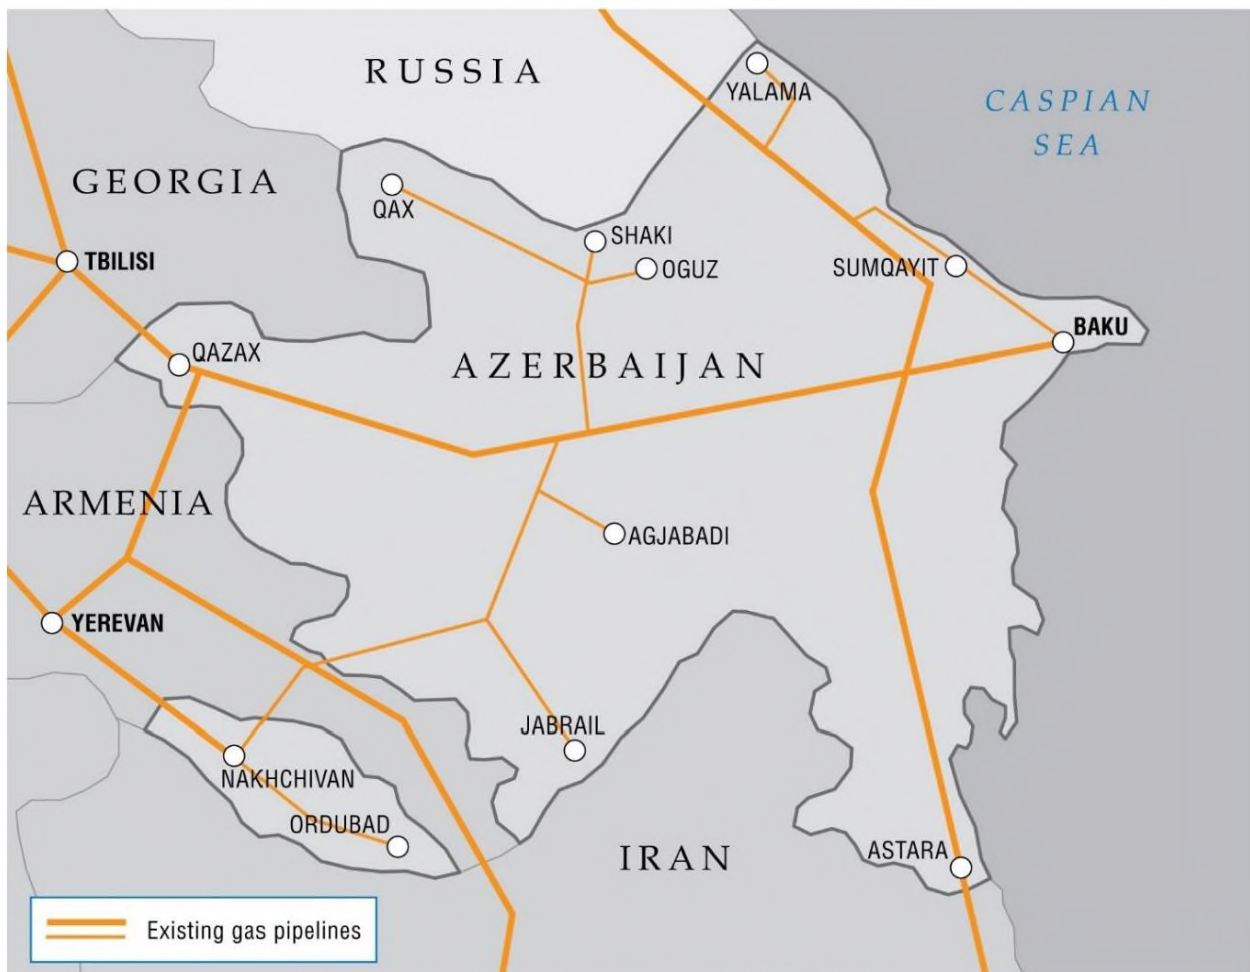 RUSSIA
YALAMA
CASPIAN
SEA
GEORGIA
QAX
SHAKI
TBILISI
OGUZ
SUMQAYIT
BAKU
QAZAX
AZERBAIJAN
ARMENIA
AGJABADI
YEREVAN
JABRAIL
NAKHCHIVAN
ORDUBAD
IRAN
ASTARA
Existing gas pipelines